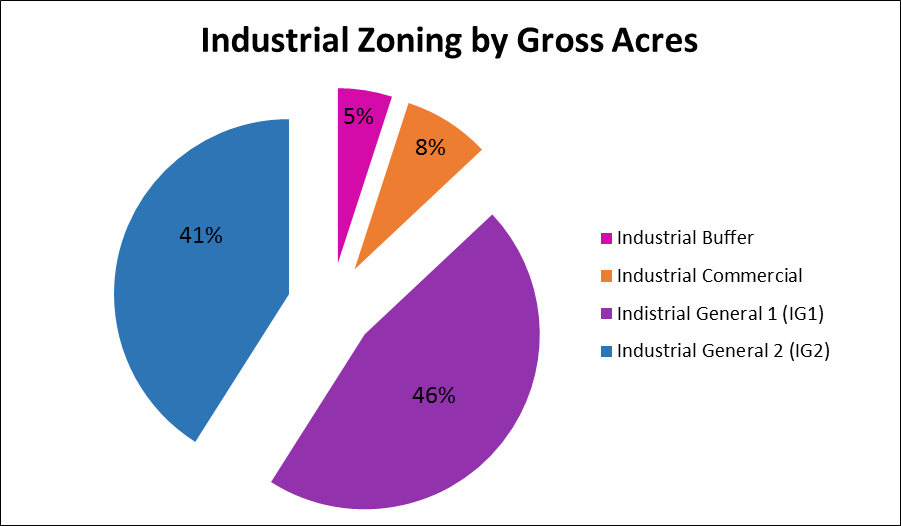 Industrial Zoning by Gross Acres
5%
8%
41%
46%
Industrial Buffer
Industrial Commercial
Indistrial General 1 (IG1)
Industrial General 2 (IG2)